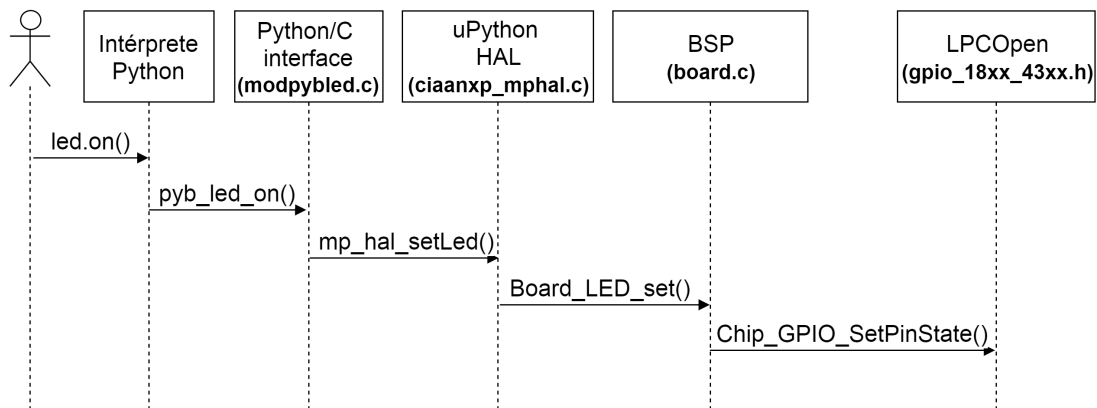 Intérprete
Python
Python/C
interface
(modpybled.c)
uPython
HAL
(ciaanxp_mphal.c)
BSP
(board.c)
LPCOpen
(gpio_18xx_43xx.h)
led.on()
pyb_led_on()
mp_hal_setLed()
Board_LED_set()
Chip_GPIO_SetPinState()